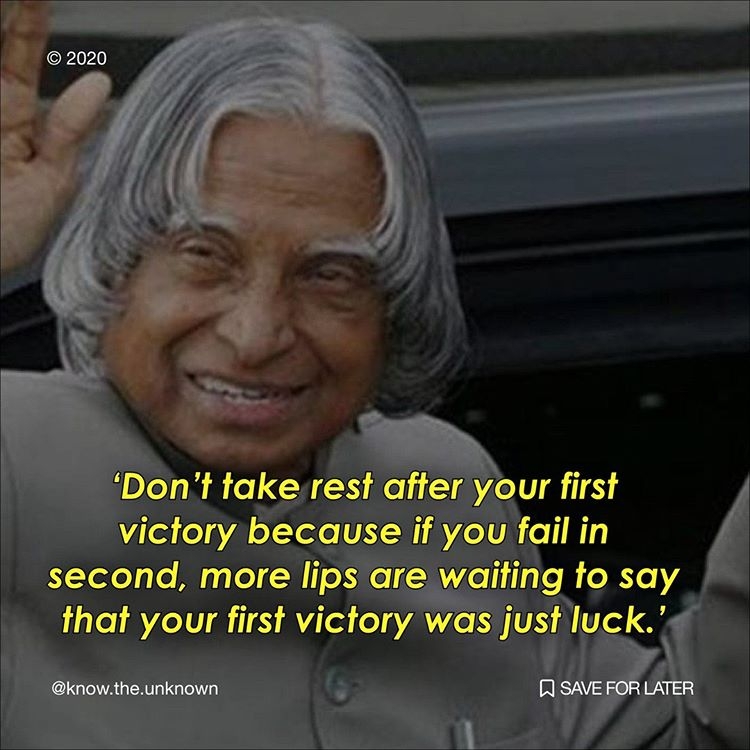 © 2020
‘Don’t take rest after your first
victory because if you fail in
second, more lips are waiting to say
that your first victory was just luck.’
@know.the.unknown
SAVE FOR LATER